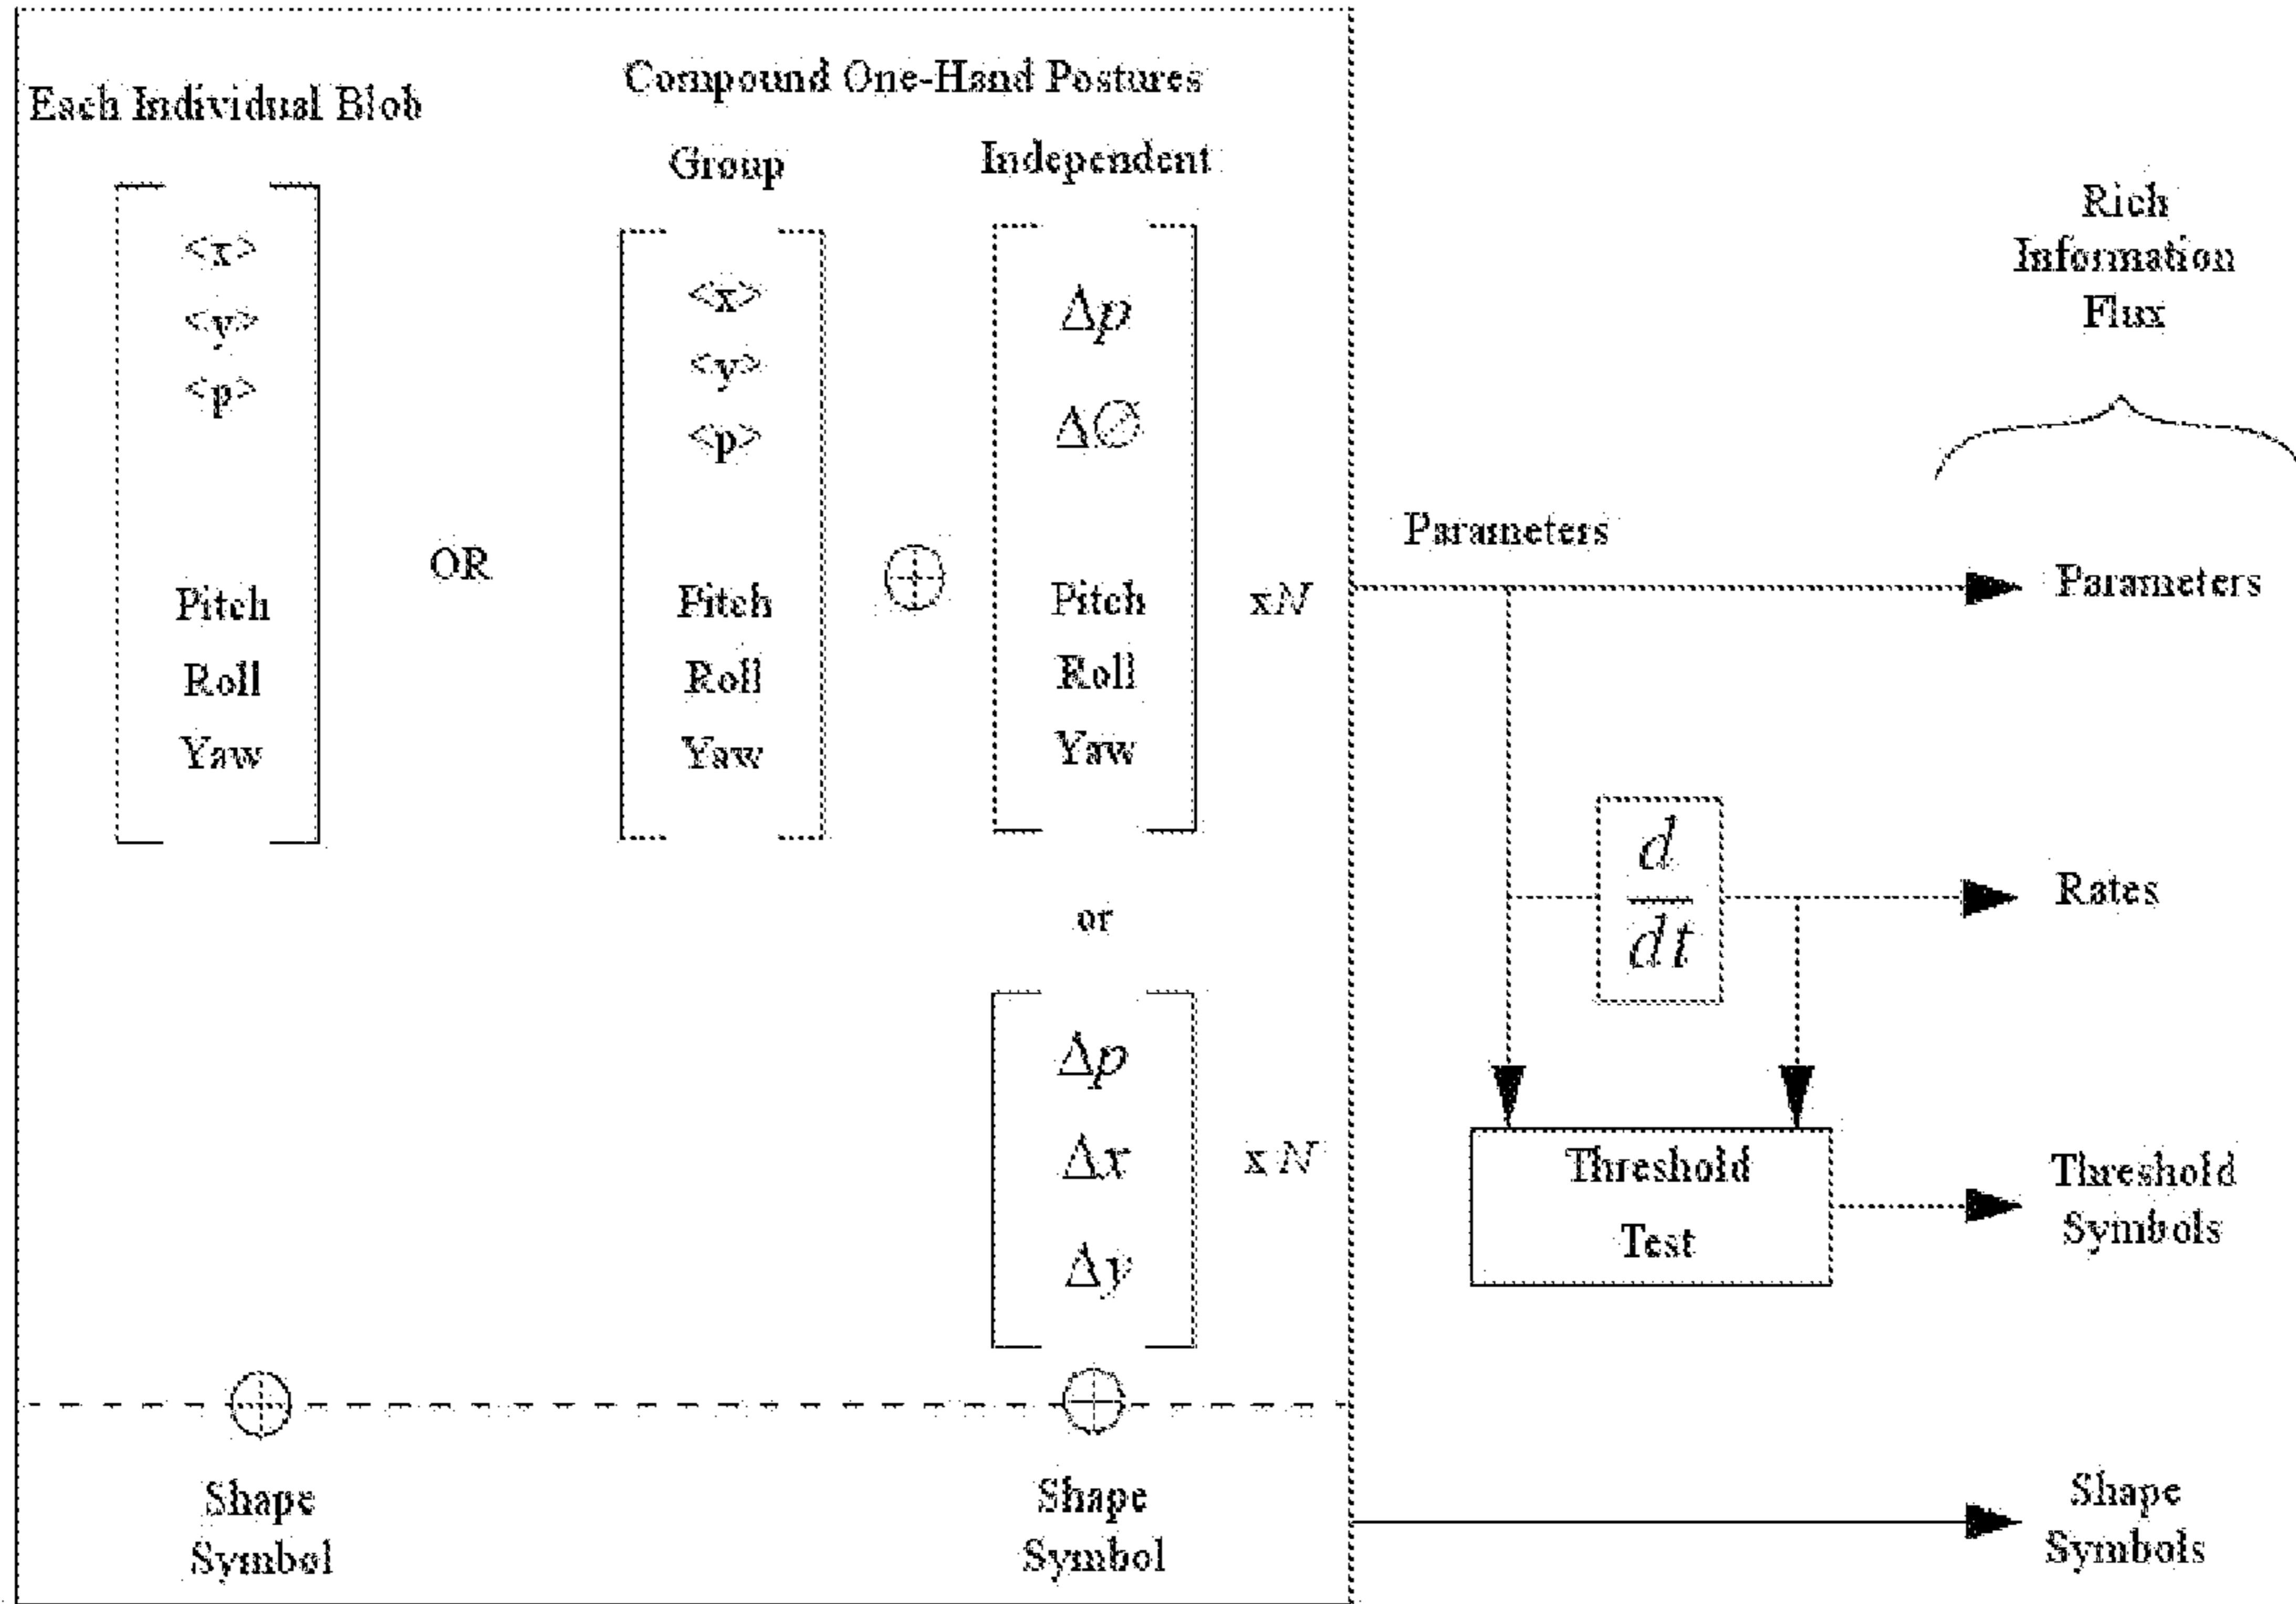 Each Individual Blob
<x>
<y>
<p>
Pitch
Roll
Yaw
OR
Compound One-Hand Postures
Group
<x>
<y>
<p>
Pitch
Roll
Yaw
⊕
Independent
Δp
Δ∅
Pitch
Roll
Yaw
xN
or
Δp
Δx
Δy
x N
⊕
Shape
Symbol
⊕
Shape
Symbol
Parameters
d
dt
Threshold
Test
Rich
Information
Flux
Parameters
Rates
Threshold
Symbols
Shape
Symbols